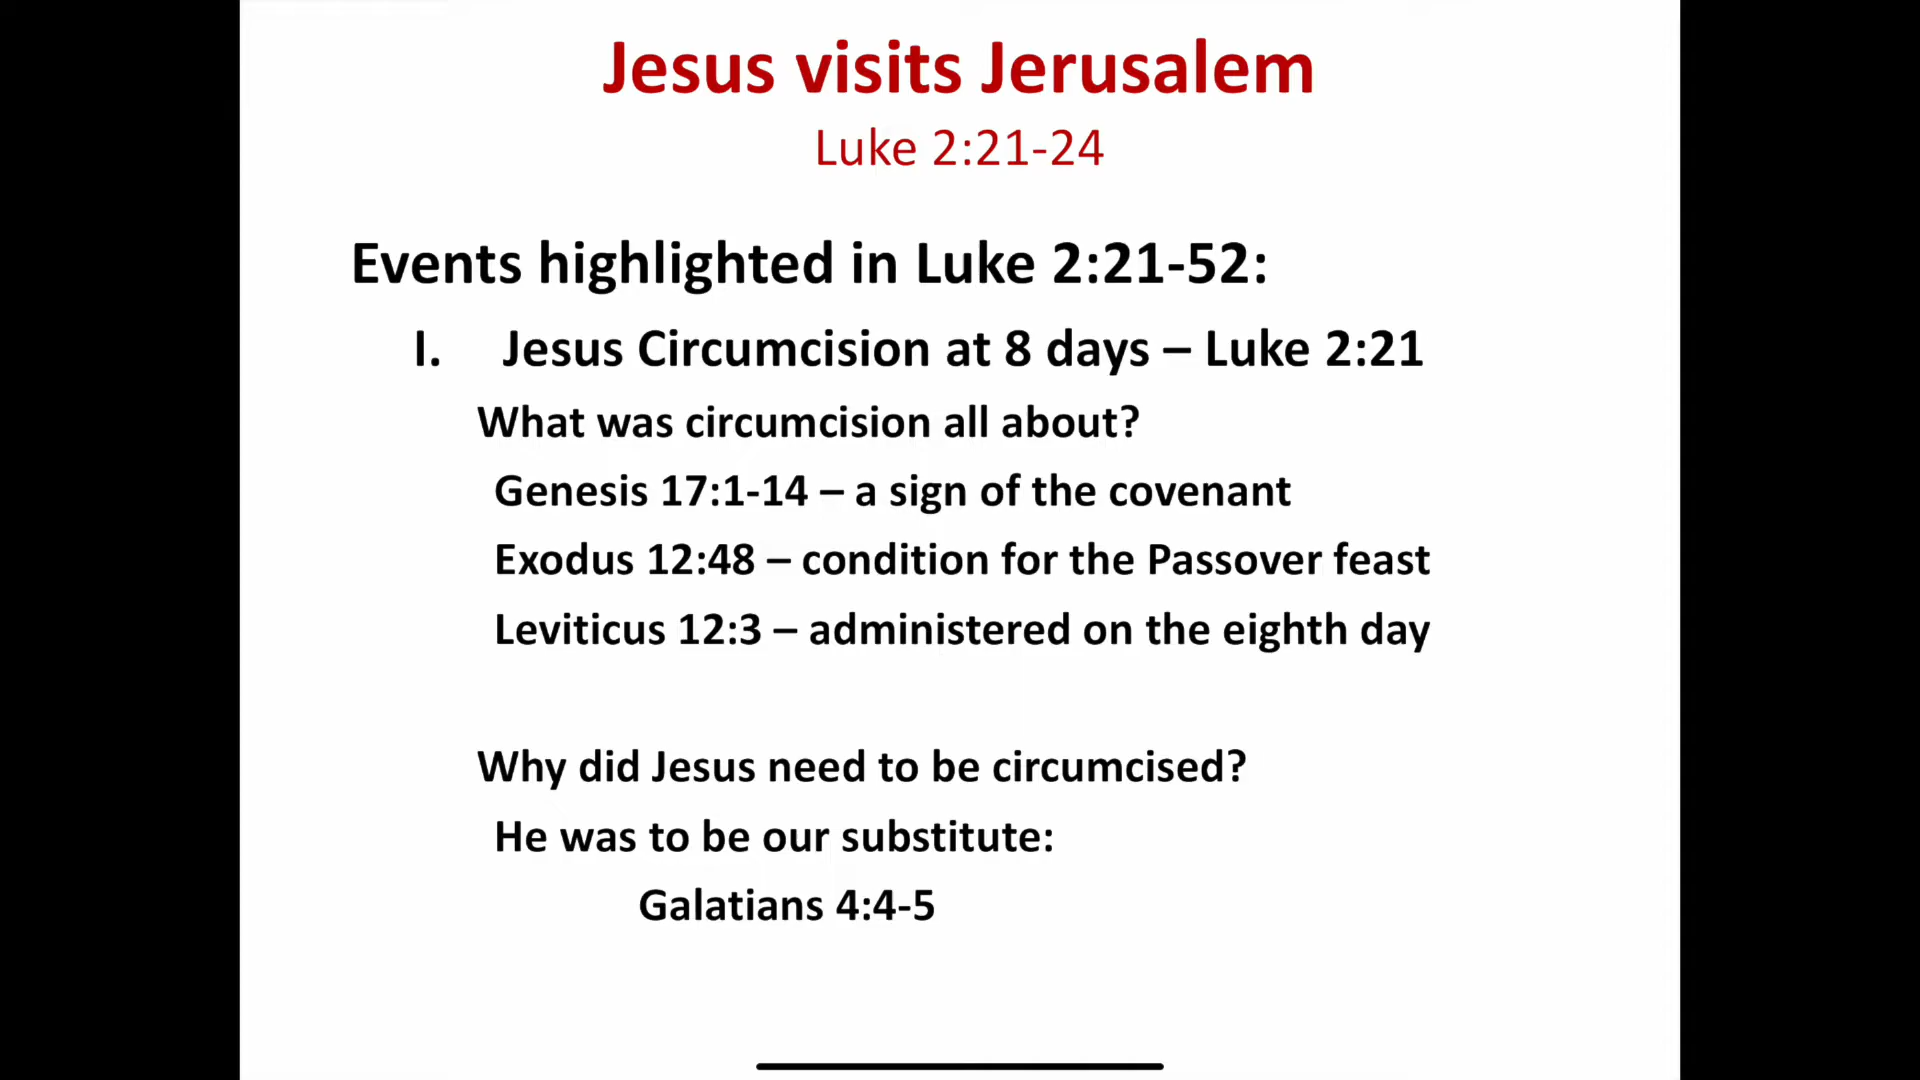 Jesus visits Jerusalem
Luke 2:21-24
Events highlighted in Luke 2:21-52:
I. Jesus Circumcision at 8 days – Luke 2:21
What was circumcision all about?
Genesis 17:1-14 – a sign of the covenant
Exodus 12:48 – condition for the Passover feast
Leviticus 12:3 – administered on the eighth day
Why did Jesus need to be circumcised?
He was to be our substitute:
Galatians 4:4-5